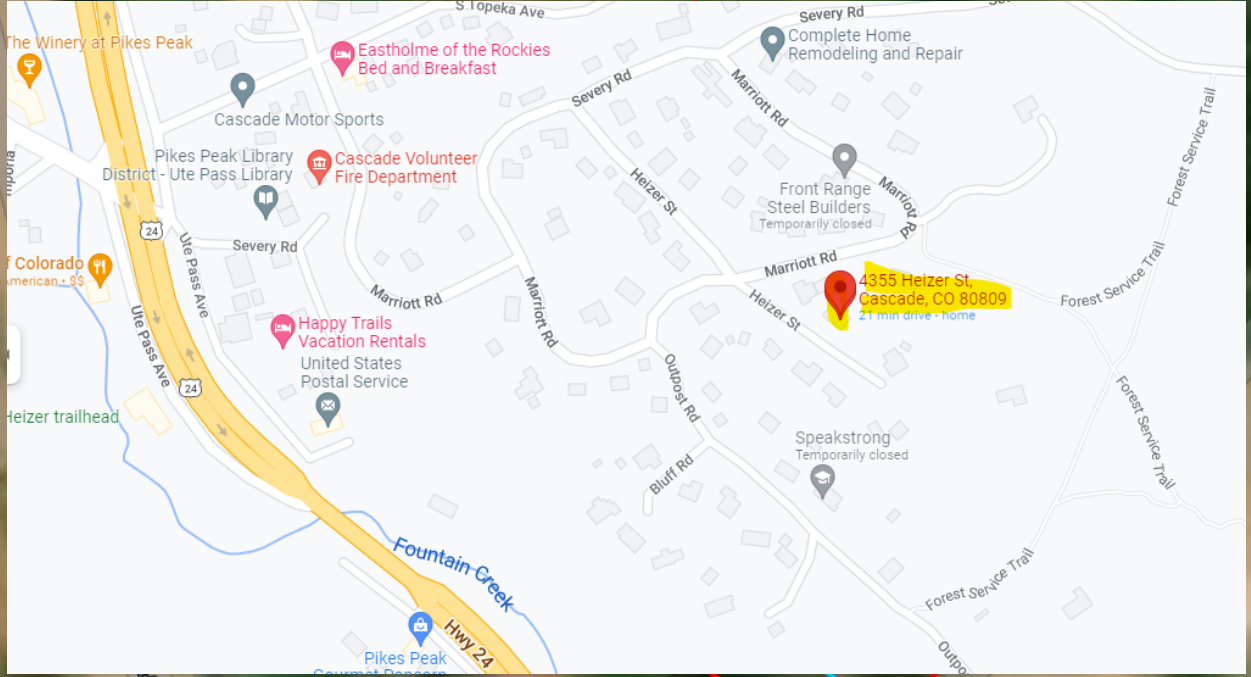 S Topeka Ave
Severy Rd
The Winery at Pikes Peak
Eastholme of the Rockies
Bed and Breakfast
Complete Home
Remodeling and Repair
Severy Rd
Marriott Rd
Cascade Motor Sports
Forest Service Trail
Pikes Peak Library
District - Ute Pass Library
Cascade Volunteer
Fire Department
Heizer St
Front Range
Steel Builders
Temporarily closed
Marriott Rd
24
Ute Pass Ave
Severy Rd
f Colorado
American • $$
Marriott Rd
Marriott Rd
Heizer St
4355 Heizer St,
Cascade, CO 80809
21 min drive - home
Forest Service Trail
Ute Pass Ave
Marriott Rd
Happy Trails
Vacation Rentals
United States
Postal Service
24
Outpost Rd
Heizer trailhead
Forest Service Trail
Speakstrong
Temporarily closed
Bluff Rd
Fountain Creek
Forest Service Trail
Hwy 24
Pikes Peak
Gourmet Popcorn
Outpo